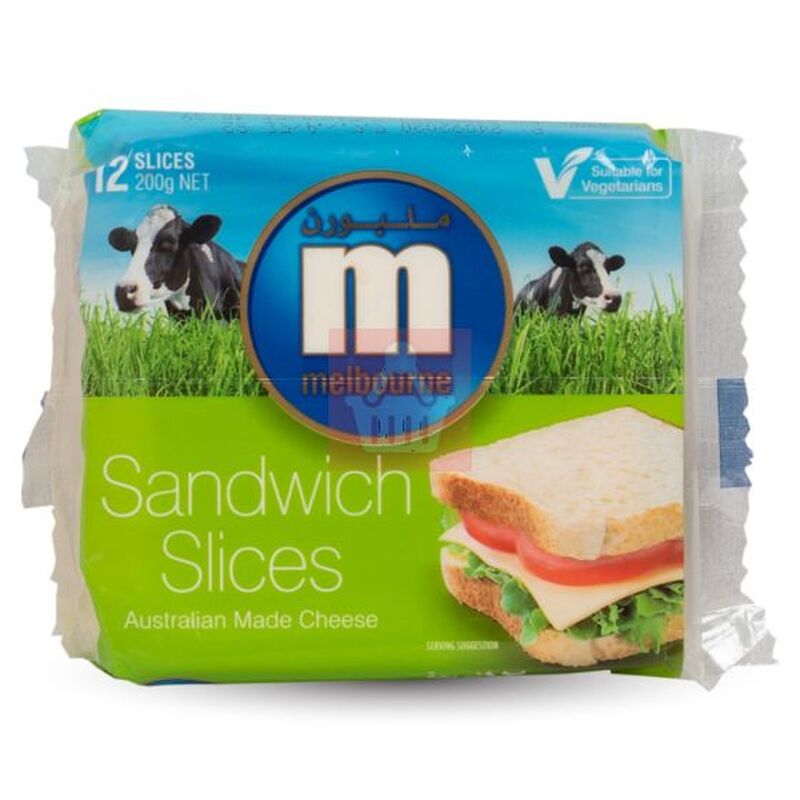 12 SLICES
200g NET
Suitable for
Vegetarians
ملبورن
m
melbourne
Sandwich
Slices
Australian Made Cheese
SERVING SUGGESTION